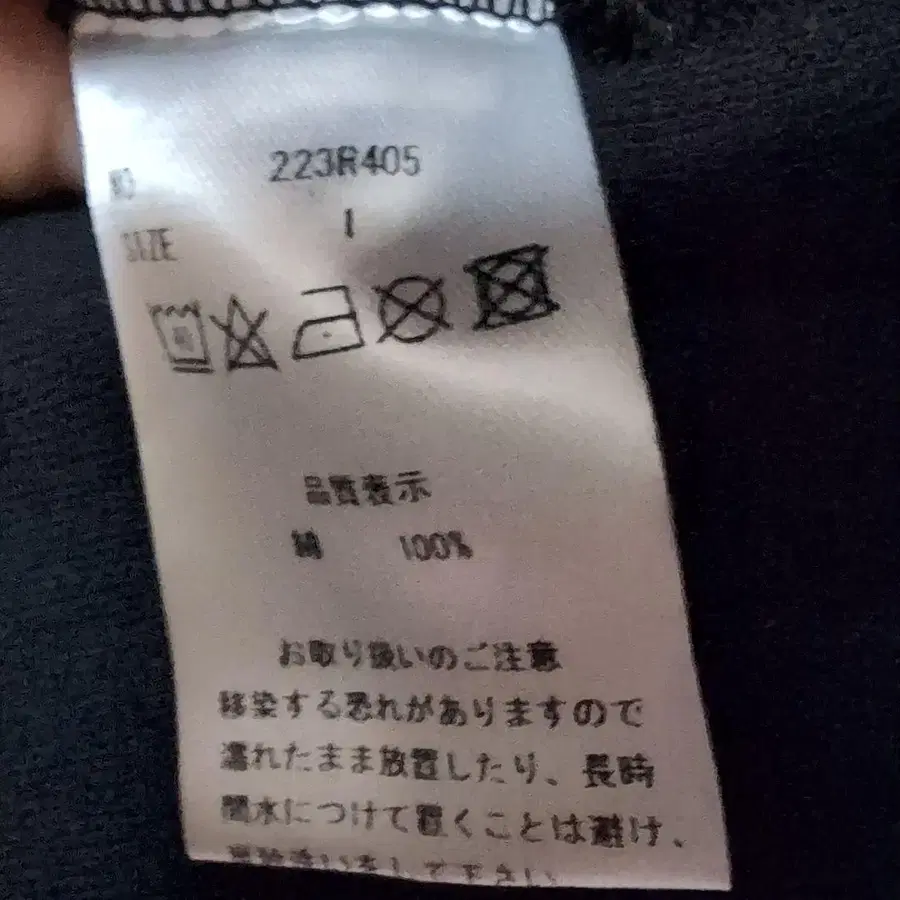 NO 223R405
SIZE 1
品質表示
綿 100%
お取り扱いのご注意
移染する恐れがありますので
濡れたまま放置したり、長時
間水につけて置くことは避け、